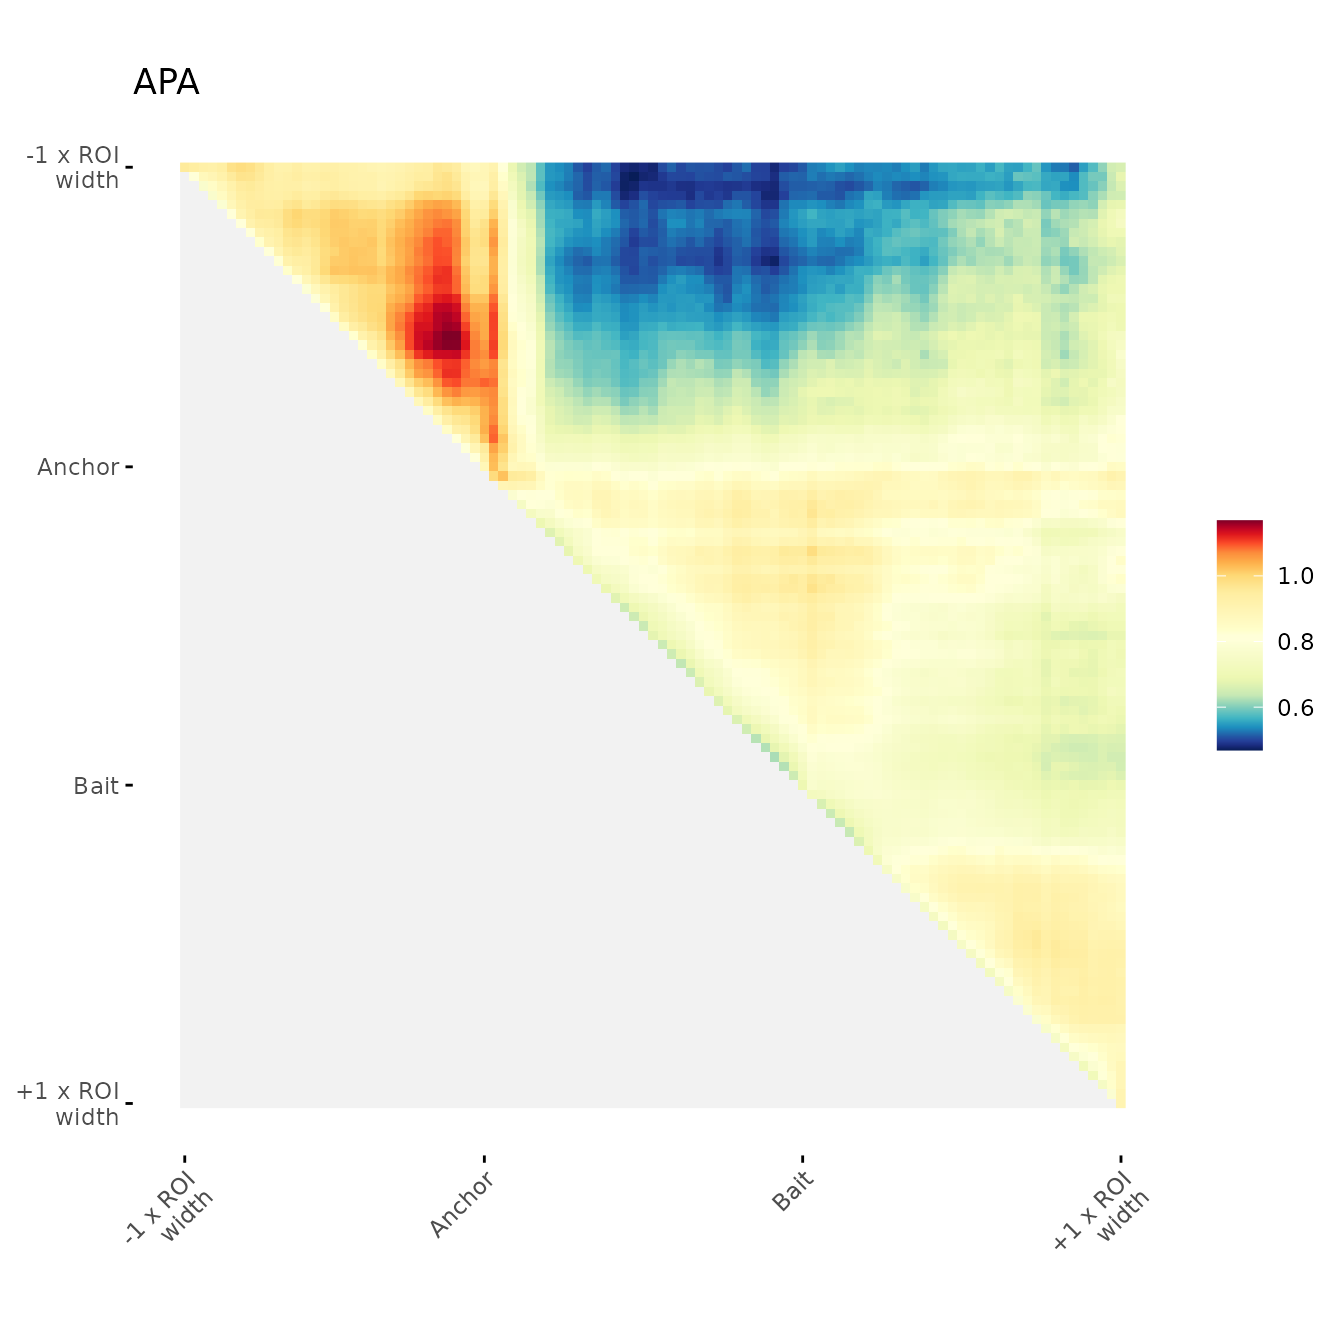 APA
-1 x ROI
width
Anchor
Bait
+1 x ROI
width
1.0
0.8
0.6
-1 x ROI
width
Anchor
Bait
+1 x ROI
width